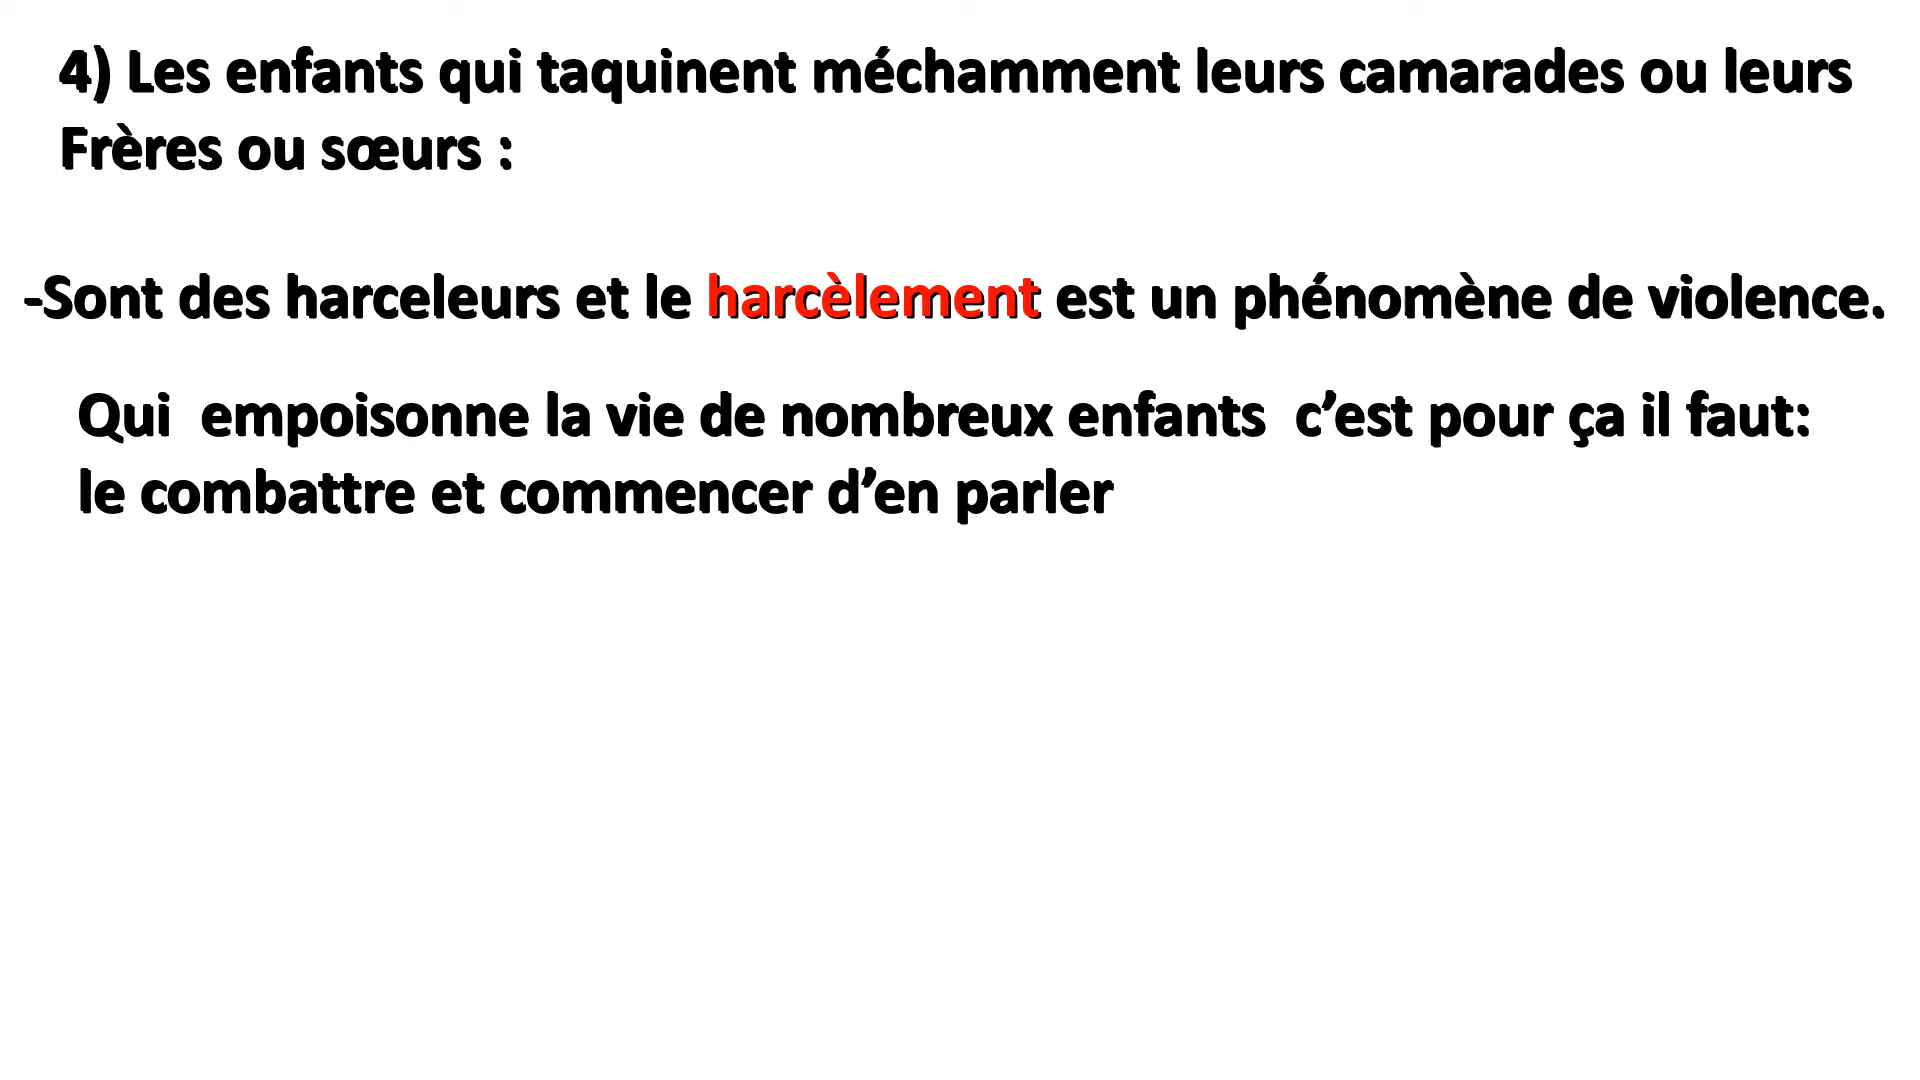 4) Les enfants qui taquinent méchamment leurs camarades ou leurs
Frères ou sœurs :
-Sont des harceleurs et le harcèlement est un phénomène de violence.
Qui  empoisonne la vie de nombreux enfants  c’est pour ça il faut:
le combattre et commencer d’en parler